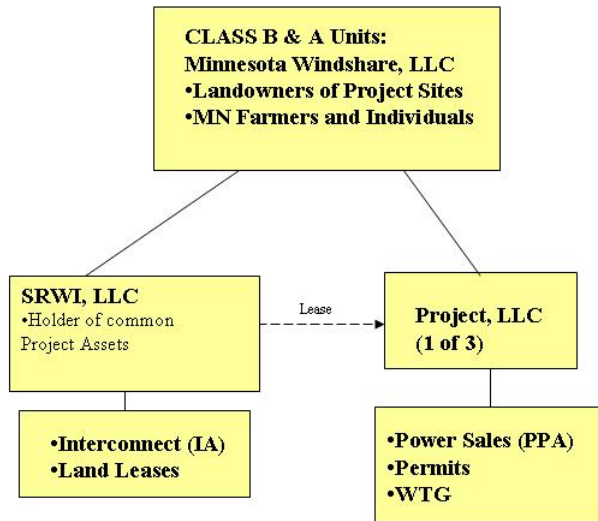 CLASS B & A Units:
Minnesota Windshare, LLC
•Landowners of Project Sites
•MN Farmers and Individuals
SRWI, LLC
•Holder of common
Project Assets
Lease
Project, LLC
(1 of 3)
•Interconnect (IA)
•Land Leases
•Power Sales (PPA)
•Permits
•WTG